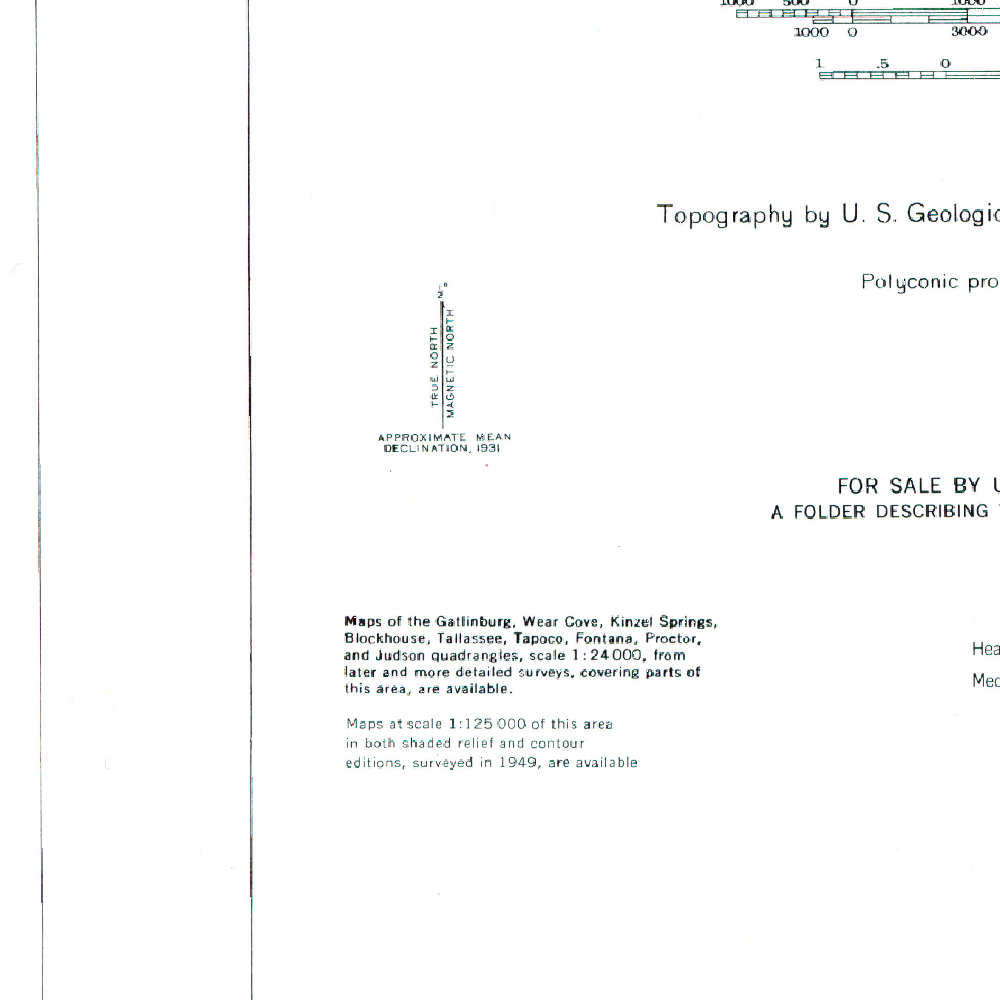 1000 500 0 1000
1000 0 3000
1 .5 0
Topography by U. S. Geologic
Polyconic pro
½°
TRUE NORTH
MAGNETIC NORTH
APPROXIMATE MEAN
DECLINATION, 1931
FOR SALE BY U
A FOLDER DESCRIBING
Maps of the Gatlinburg, Wear Cove, Kinzel Springs,
Blockhouse, Tallassee, Tapoco, Fontana, Proctor,
and Judson quadrangles, scale 1:24000, from
later and more detailed surveys, covering parts of
this area, are available.
Hea
Med
Maps at scale 1:125 000 of this area
in both shaded relief and contour
editions, surveyed in 1949, are available